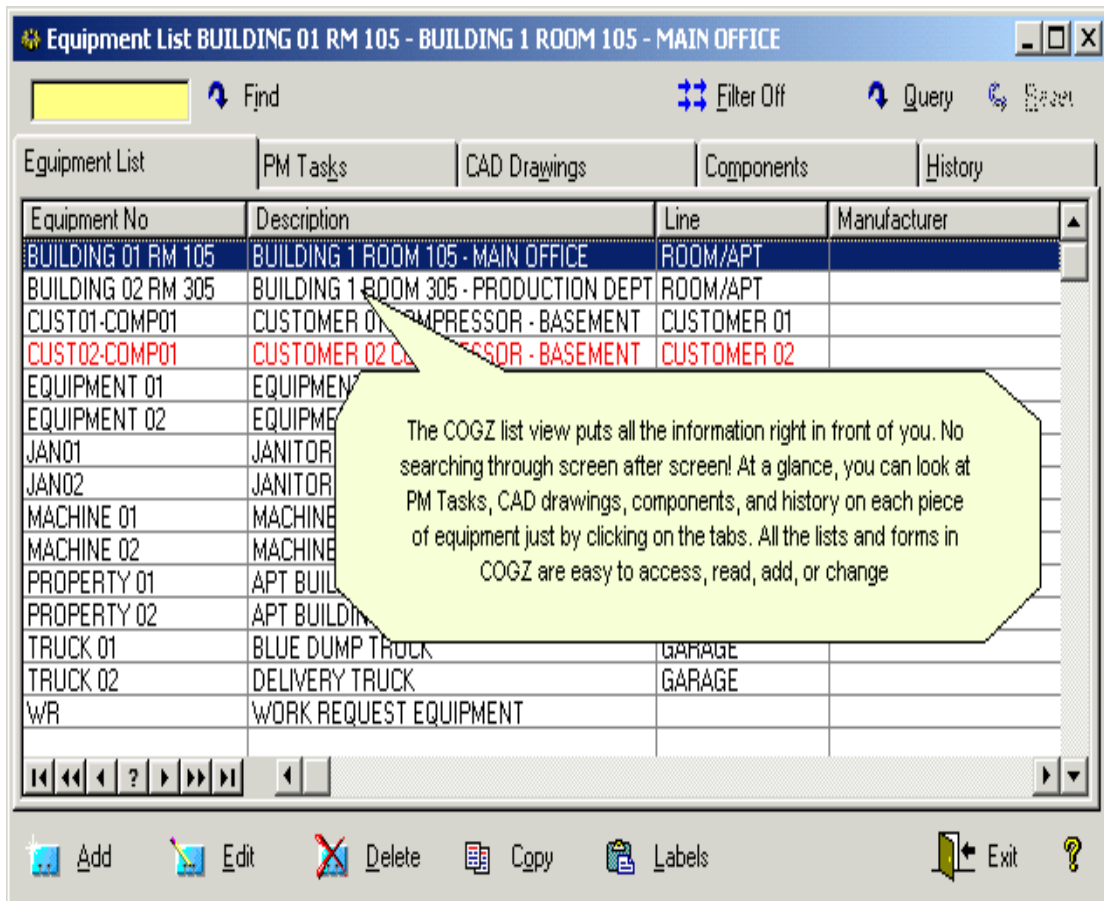 Equipment List BUILDING 01 RM 105 - BUILDING 1 ROOM 105 - MAIN OFFICE
Find Filter Off Query Reset
Equipment List PM Tasks CAD Drawings Components History
Equipment No Description Line Manufacturer
BUILDING 01 RM 105 BUILDING 1 ROOM 105 - MAIN OFFICE ROOM/APT
BUILDING 02 RM 305 BUILDING 1 ROOM 305 - PRODUCTION DEPT ROOM/APT
CUST01-COMP01 CUSTOMER 01 COMPRESSOR - BASEMENT CUSTOMER 01
CUST02-COMP01 CUSTOMER 02 COMPRESSOR - BASEMENT CUSTOMER 02
EQUIPMENT 01 EQUIPMENT
EQUIPMENT 02 EQUIPME
JAN01 JANITOR
JAN02 JANITOR
MACHINE 01 MACHINE
MACHINE 02 MACHINE
PROPERTY 01 APT BUIL
PROPERTY 02 APT BUILDIN
TRUCK 01 BLUE DUMP TRUCK GARAGE
TRUCK 02 DELIVERY TRUCK GARAGE
WR WORK REQUEST EQUIPMENT
The COGZ list view puts all the information right in front of you. No
searching through screen after screen! At a glance, you can look at
PM Tasks, CAD drawings, components, and history on each piece
of equipment just by clicking on the tabs. All the lists and forms in
COGZ are easy to access, read, add, or change
?
Add Edit Delete Copy Labels Exit ?